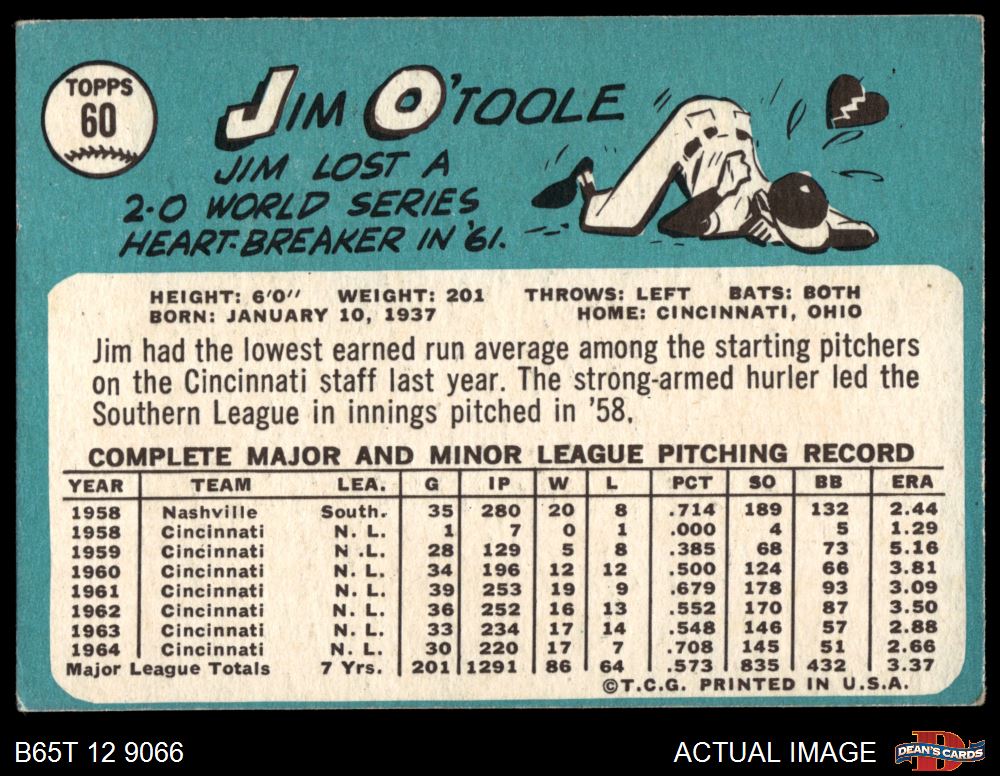 TOPPS
60
JIM O'TOOLE
JIM LOST A
2-0 WORLD SERIES
HEART-BREAKER IN '61.
HEIGHT: 6'0" WEIGHT: 201 THROWS: LEFT BATS: BOTH
BORN: JANUARY 10, 1937 HOME: CINCINNATI, OHIO
Jim had the lowest earned run average among the starting pitchers
on the Cincinnati staff last year. The strong-armed hurler led the
Southern League in innings pitched in '58.
COMPLETE MAJOR AND MINOR LEAGUE PITCHING RECORD
YEAR TEAM LEA. G IP W L PCT SO BB ERA
1958 Nashville South. 35 280 20 8 .714 189 132 2.44
1958 Cincinnati N. L. 1 7 0 1 .000 4 5 1.29
1959 Cincinnati N .L. 28 129 5 8 .385 68 73 5.16
1960 Cincinnati N. L. 34 196 12 12 .500 124 66 3.81
1961 Cincinnati N. L. 39 253 19 9 .679 178 93 3.09
1962 Cincinnati N. L. 36 252 16 13 .552 170 87 3.50
1963 Cincinnati N. L. 33 234 17 14 .548 146 57 2.88
1964 Cincinnati N. L. 30 220 17 7 .708 145 51 2.66
Major League Totals 7 Yrs. 201 1291 86 64 .573 835 432 3.37
©T.C.G. PRINTED IN U.S.A.
B65T 12 9066 ACTUAL IMAGE DEAN'S CARDS